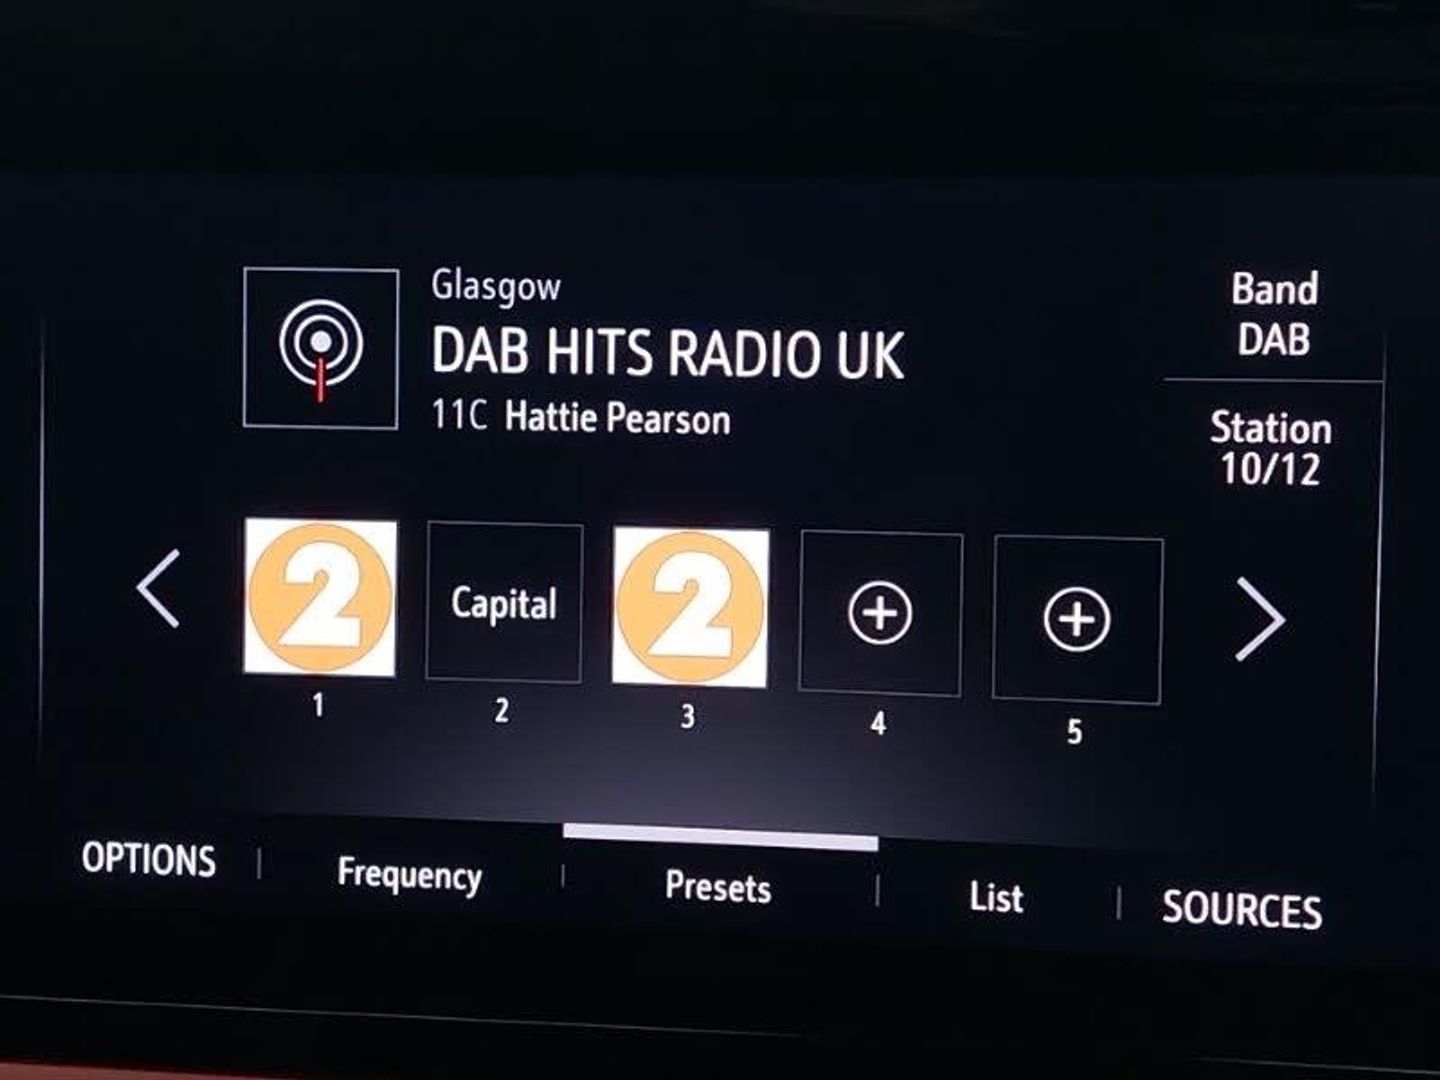 Glasgow
DAB HITS RADIO UK
11C Hattie Pearson
Band
DAB
Station
10/12
2
Capital
2
1
2
3
4
5
OPTIONS
Frequency
Presets
List
SOURCES